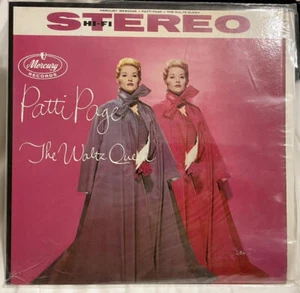 STEREO
HI-FI
Mercury
RECORDS
Patti Page
The Waltz Queen